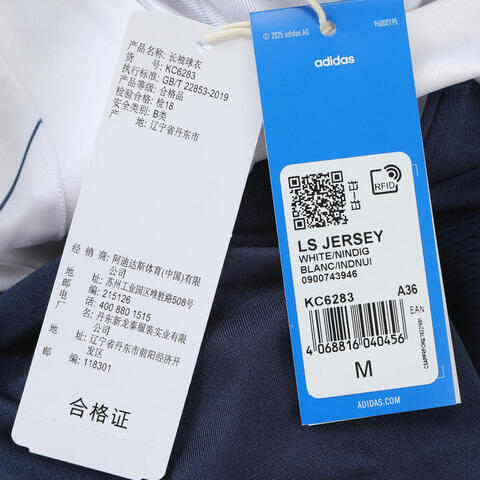 产品名称: 长袖球衣
货 号: KC6283
执行标准: GB/T 22853-2019
产品等级: 合格品
检验合格: 检18
安全类别: B类
产 地: 辽宁省丹东市
经 销 商: 阿迪达斯体育(中国)有限
公司
地 址: 苏州工业园区唯胜路508号
邮 编: 215126
电 话: 400 880 1515
厂 商: 丹东新龙泰服装实业有限
公司
地 址: 辽宁省丹东市前阳经济开
发区
邮 编: 118301
合格证
© 2025 adidas AG
96000195
adidas
RFID
LS JERSEY
WHITE/NINDIG
BLANC/INDNUI
0900743946
KC6283 A36
EAN
4 068816 040456
M
ADIDAS.COM